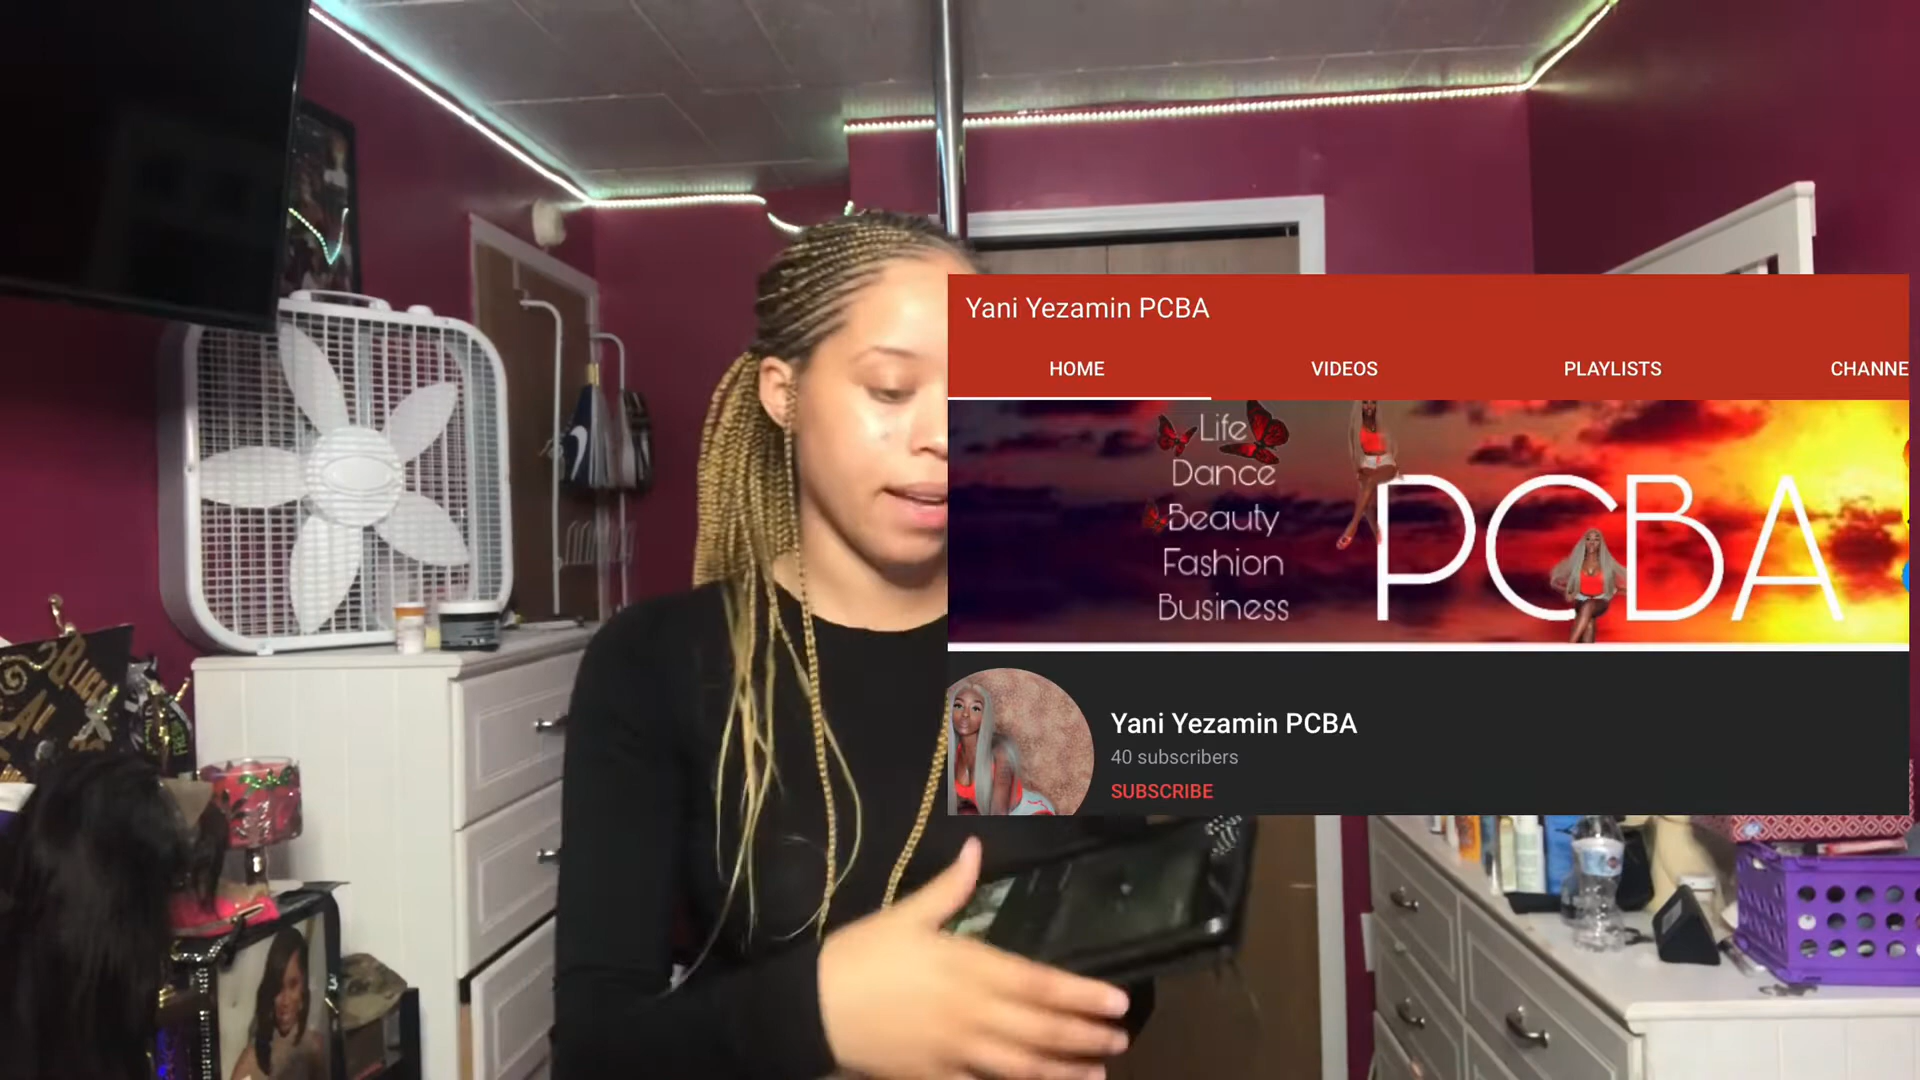 Yani Yezamin PCBA
HOME VIDEOS PLAYLISTS CHANNE
Life
Dance
Beauty
Fashion
Business
PCBA
Yani Yezamin PCBA
40 subscribers
SUBSCRIBE